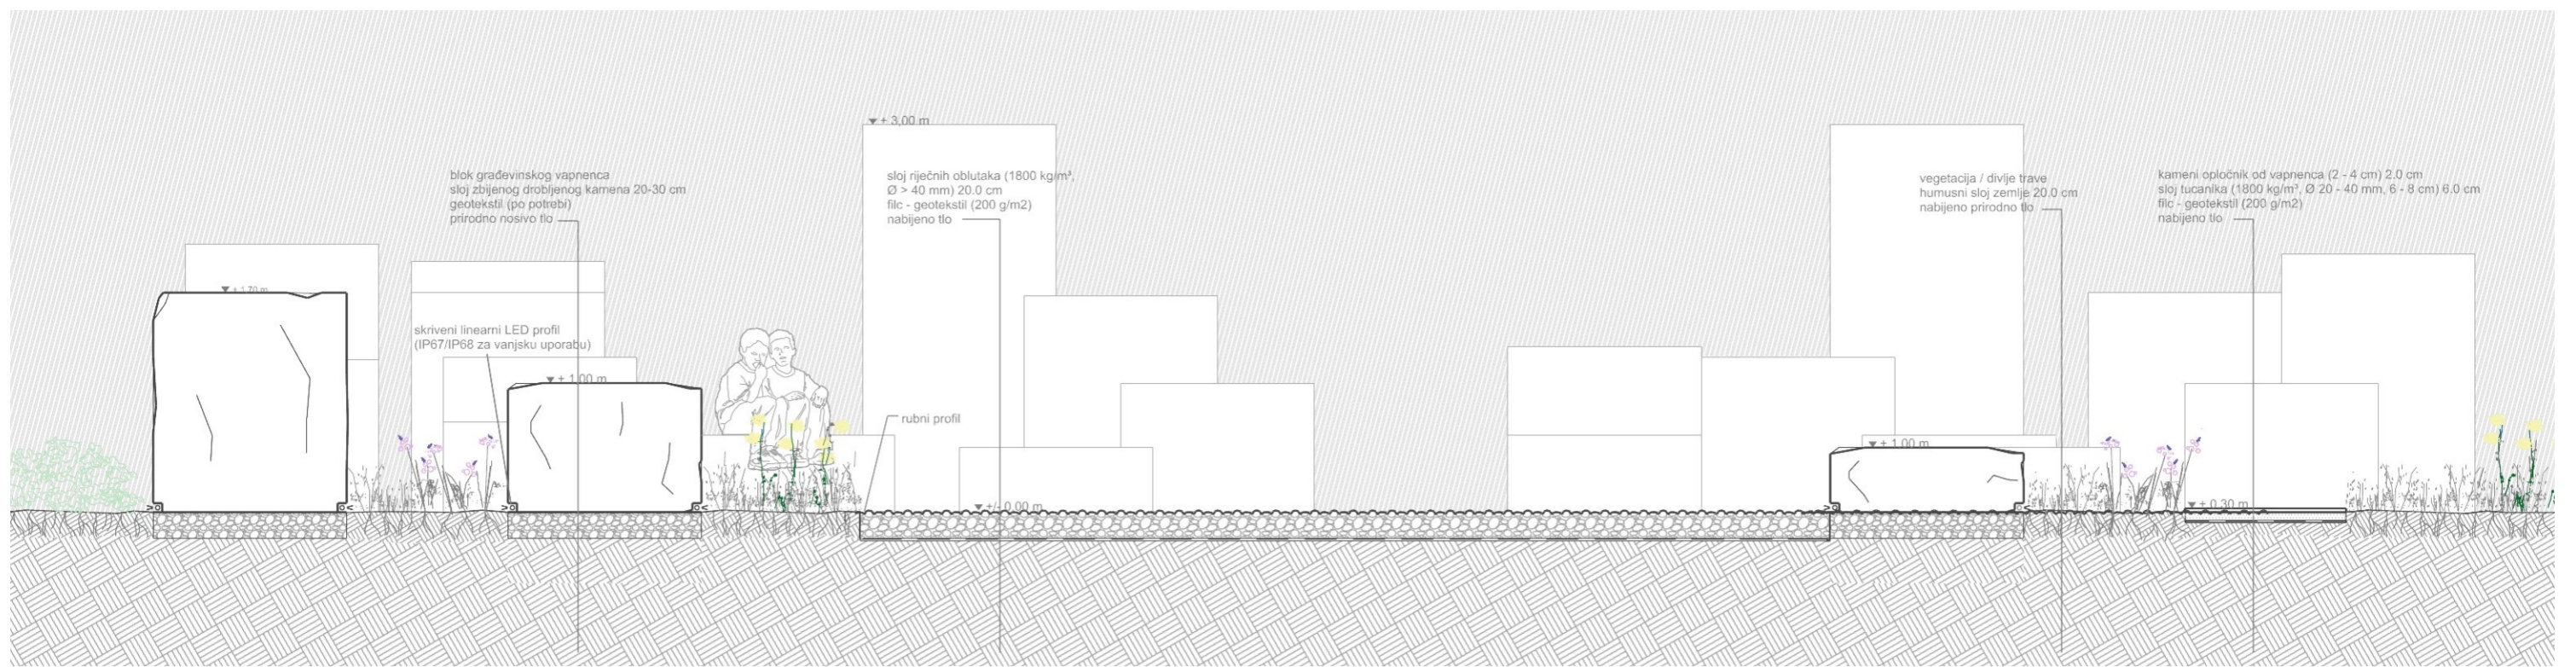 + 3,00 m
blok građevinskog vapnenca
sloj zbijenog drobljenog kamena 20-30 cm
geotekstil (po potrebi)
prirodno nosivo tlo
sloj riječnih oblutaka (1800 kg/m³,
Ø > 40 mm) 20.0 cm
filc - geotekstil (200 g/m2)
nabijeno tlo
vegetacija / divlje trave
humusni sloj zemlje 20.0 cm
nabijeno prirodno tlo
kameni opločnik od vapnenca (2 - 4 cm) 2.0 cm
sloj tucanika (1800 kg/m³, Ø 20 - 40 mm, 6 - 8 cm) 6.0 cm
filc - geotekstil (200 g/m2)
nabijeno tlo
+ 1,70 m
skriveni linearni LED profil
(IP67/IP68 za vanjsku uporabu)
+ 1,00 m
rubni profil
+ 1,00 m
+/- 0,00 m
+ 0,30 m